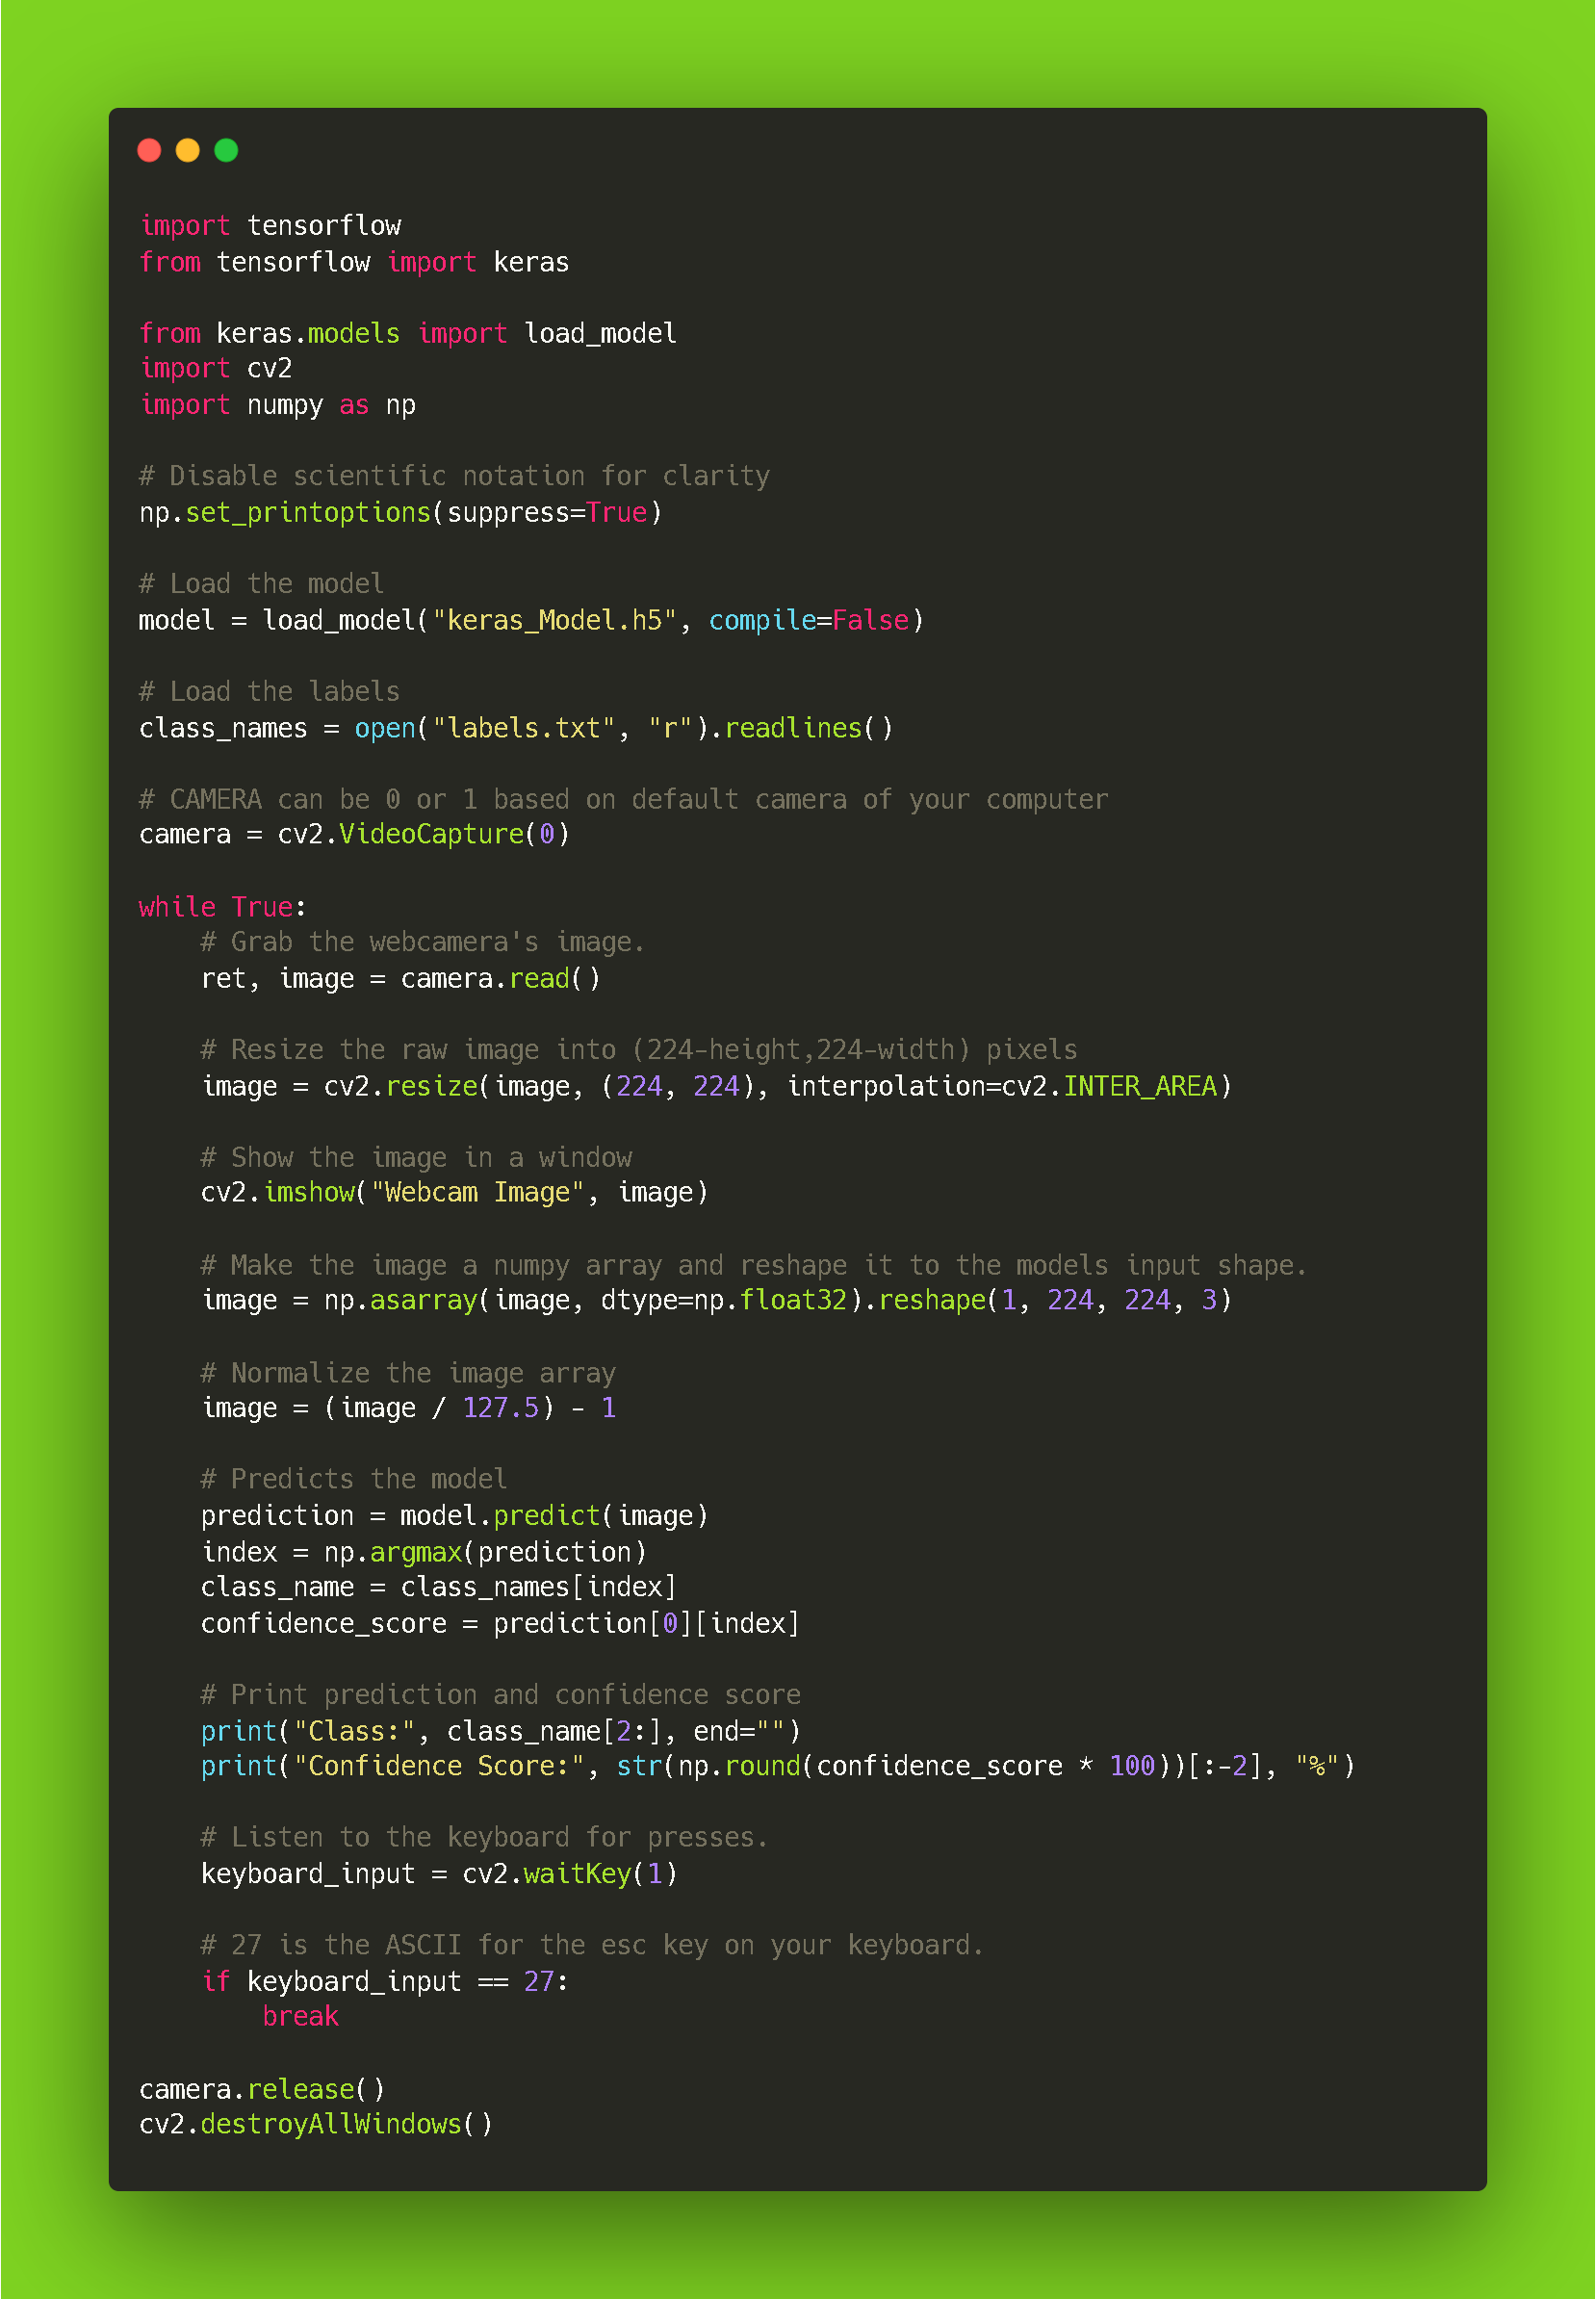 import tensorflow
from tensorflow import keras

from keras.models import load_model
import cv2
import numpy as np

# Disable scientific notation for clarity
np.set_printoptions(suppress=True)

# Load the model
model = load_model("keras_Model.h5", compile=False)

# Load the labels
class_names = open("labels.txt", "r").readlines()

# CAMERA can be 0 or 1 based on default camera of your computer
camera = cv2.VideoCapture(0)

while True:
    # Grab the webcamera's image.
    ret, image = camera.read()

    # Resize the raw image into (224-height,224-width) pixels
    image = cv2.resize(image, (224, 224), interpolation=cv2.INTER_AREA)

    # Show the image in a window
    cv2.imshow("Webcam Image", image)

    # Make the image a numpy array and reshape it to the models input shape.
    image = np.asarray(image, dtype=np.float32).reshape(1, 224, 224, 3)

    # Normalize the image array
    image = (image / 127.5) - 1

    # Predicts the model
    prediction = model.predict(image)
    index = np.argmax(prediction)
    class_name = class_names[index]
    confidence_score = prediction[0][index]

    # Print prediction and confidence score
    print("Class:", class_name[2:], end="")
    print("Confidence Score:", str(np.round(confidence_score * 100))[:-2], "%")

    # Listen to the keyboard for presses.
    keyboard_input = cv2.waitKey(1)

    # 27 is the ASCII for the esc key on your keyboard.
    if keyboard_input == 27:
        break

camera.release()
cv2.destroyAllWindows()